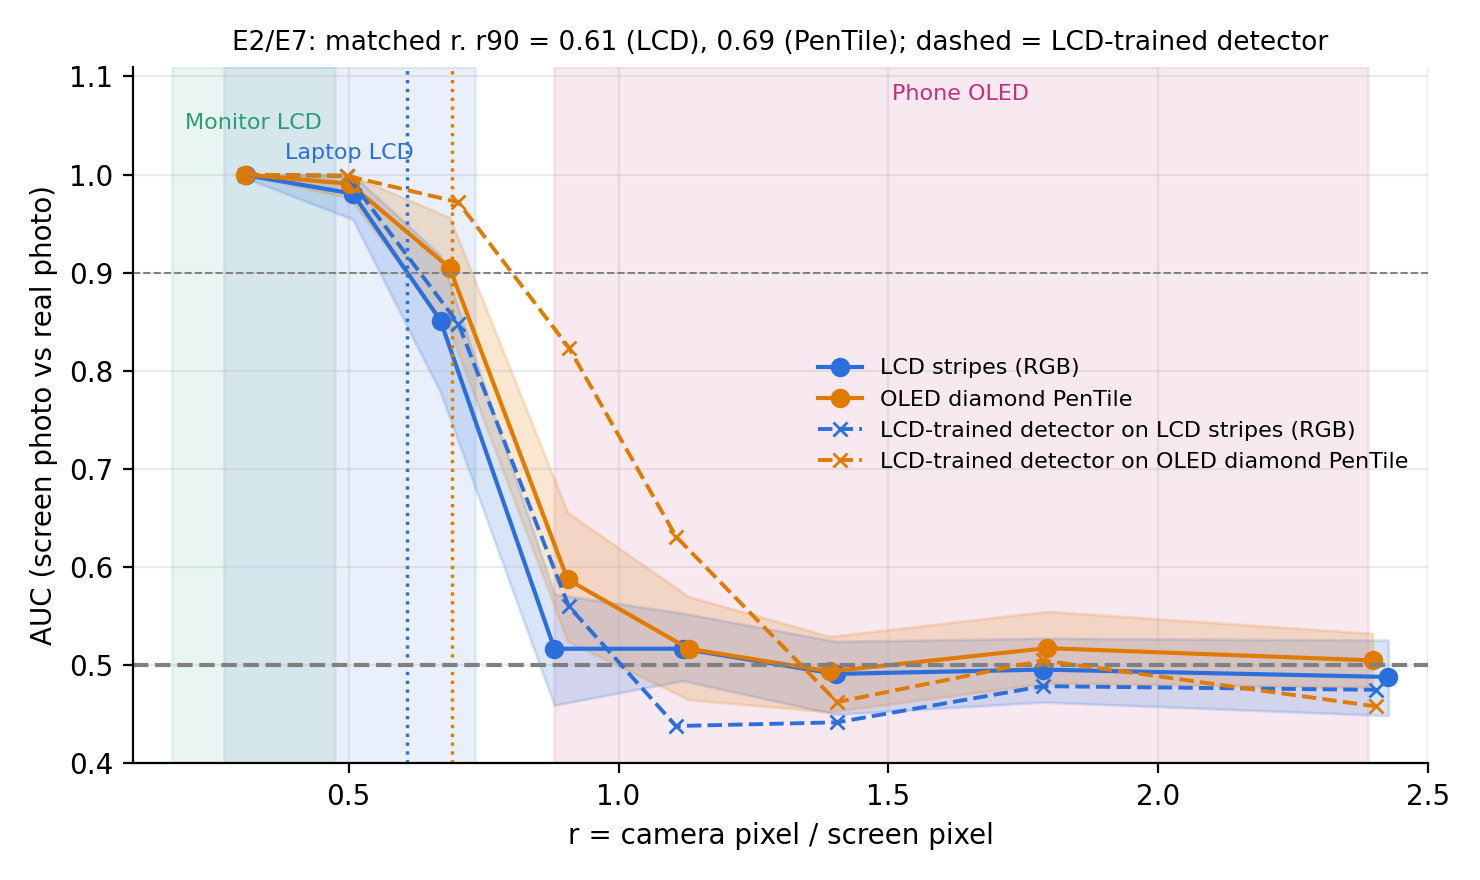 E2/E7: matched r. r90 = 0.61 (LCD), 0.69 (PenTile); dashed = LCD-trained detector
AUC (screen photo vs real photo)
1.1
1.0
0.9
0.8
0.7
0.6
0.5
0.4
Phone OLED
Monitor LCD
Laptop LCD
LCD stripes (RGB)
OLED diamond PenTile
LCD-trained detector on LCD stripes (RGB)
LCD-trained detector on OLED diamond PenTile
0.5
1.0
1.5
2.0
2.5
r = camera pixel / screen pixel